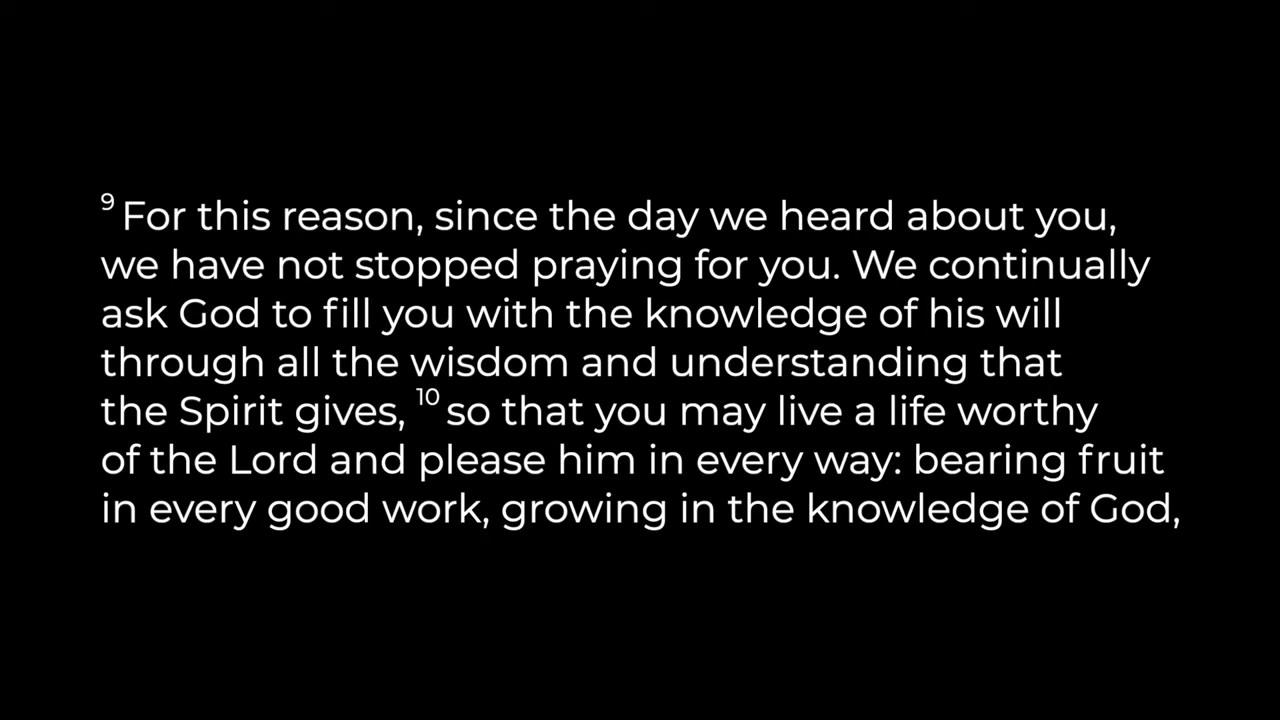 9 For this reason, since the day we heard about you,
we have not stopped praying for you. We continually
ask God to fill you with the knowledge of his will
through all the wisdom and understanding that
the Spirit gives, 10 so that you may live a life worthy
of the Lord and please him in every way: bearing fruit
in every good work, growing in the knowledge of God,